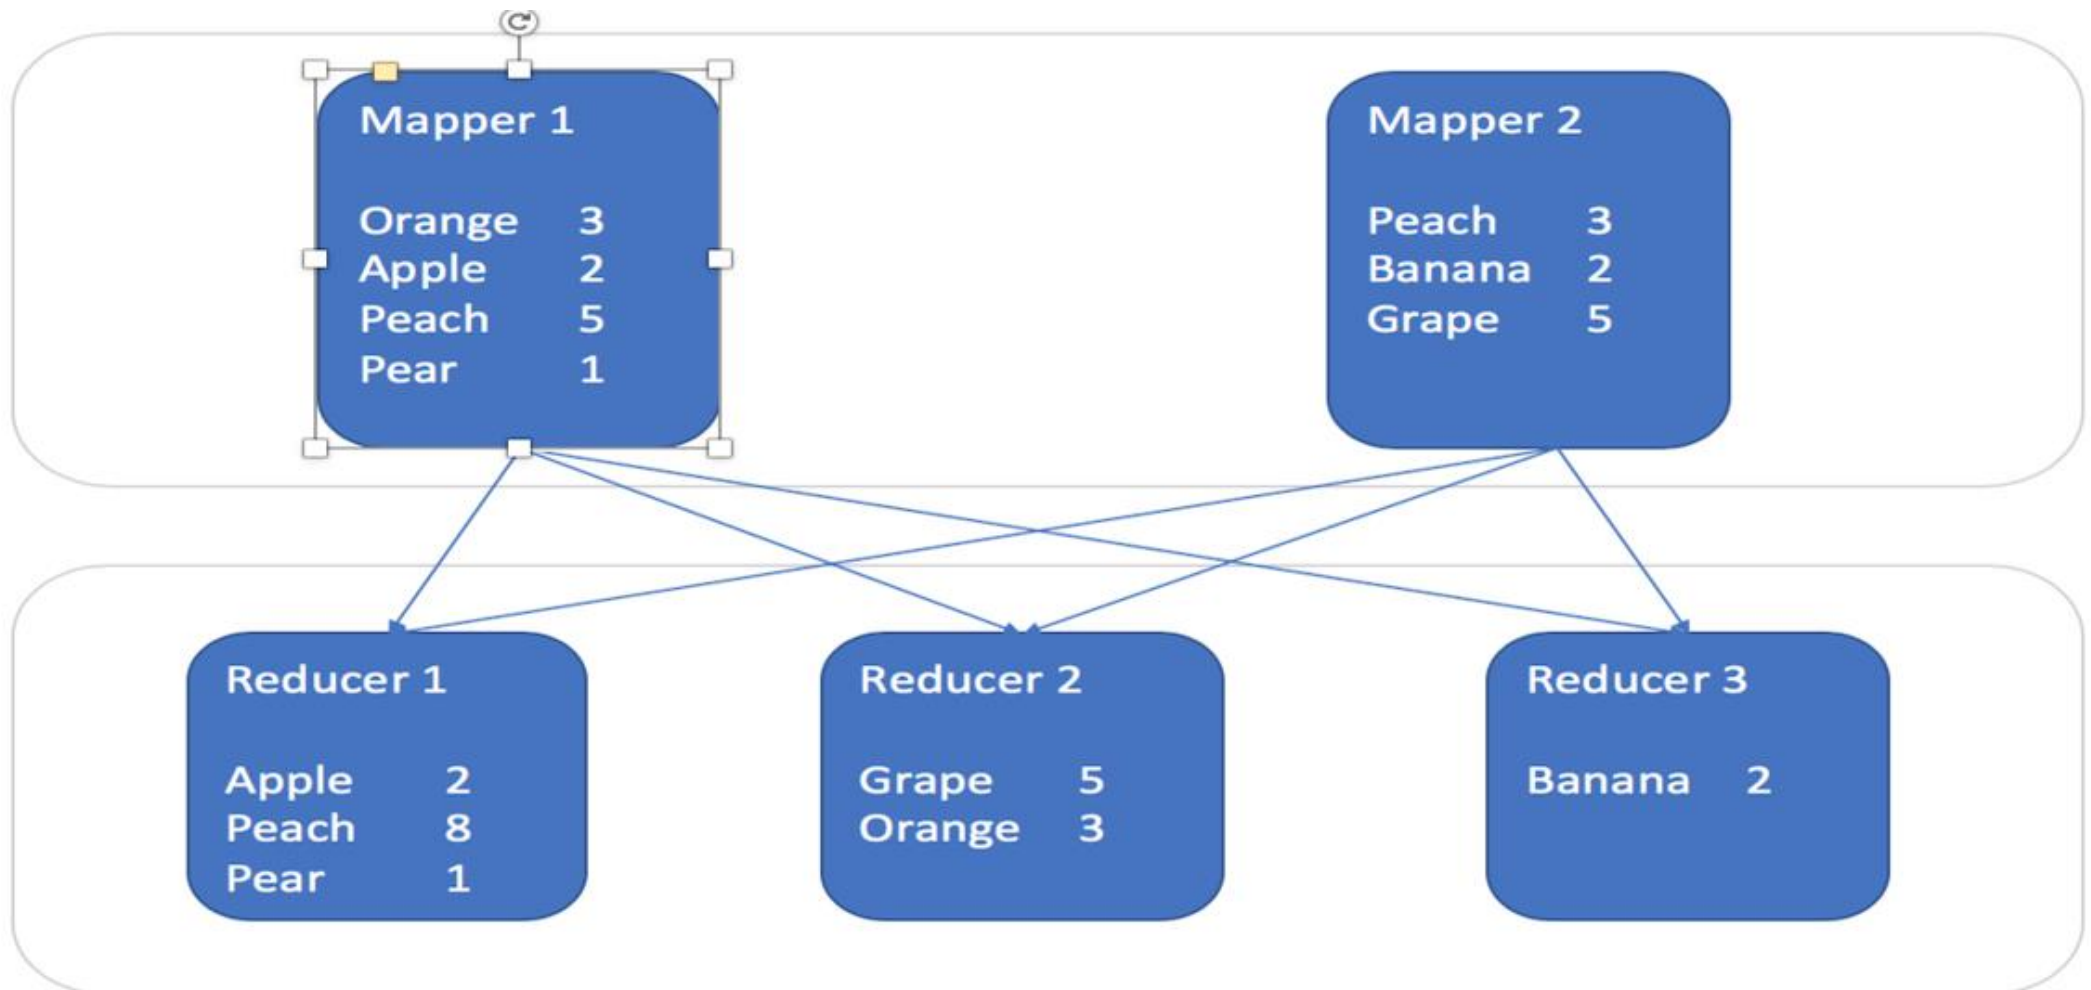 Mapper 1
Orange 3
Apple 2
Peach 5
Pear 1
Mapper 2
Peach 3
Banana 2
Grape 5
Reducer 1
Apple 2
Peach 8
Pear 1
Reducer 2
Grape 5
Orange 3
Reducer 3
Banana 2